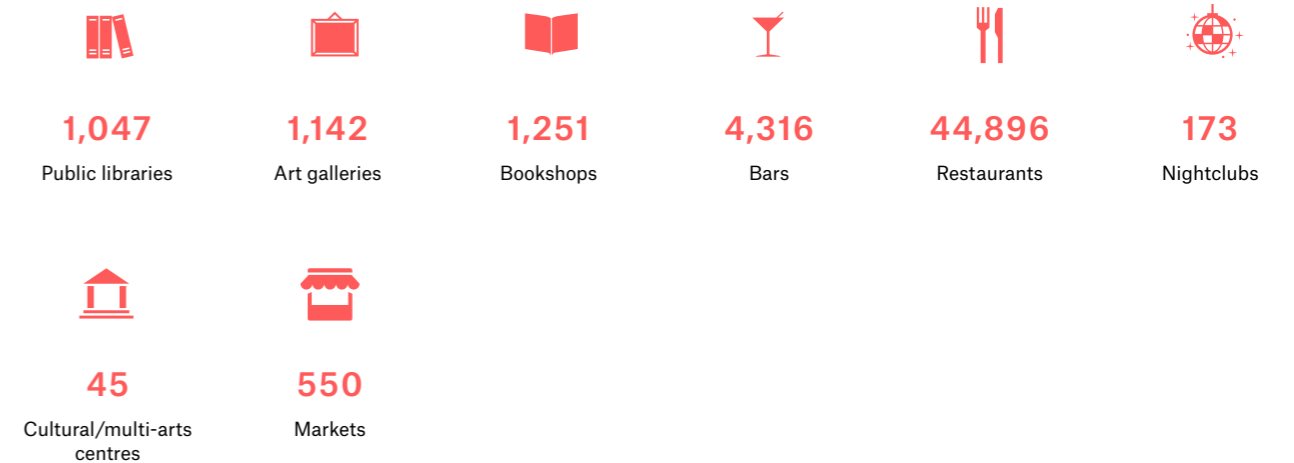 1,047
Public libraries
1,142
Art galleries
1,251
Bookshops
4,316
Bars
44,896
Restaurants
173
Nightclubs
45
Cultural/multi-arts
centres
550
Markets